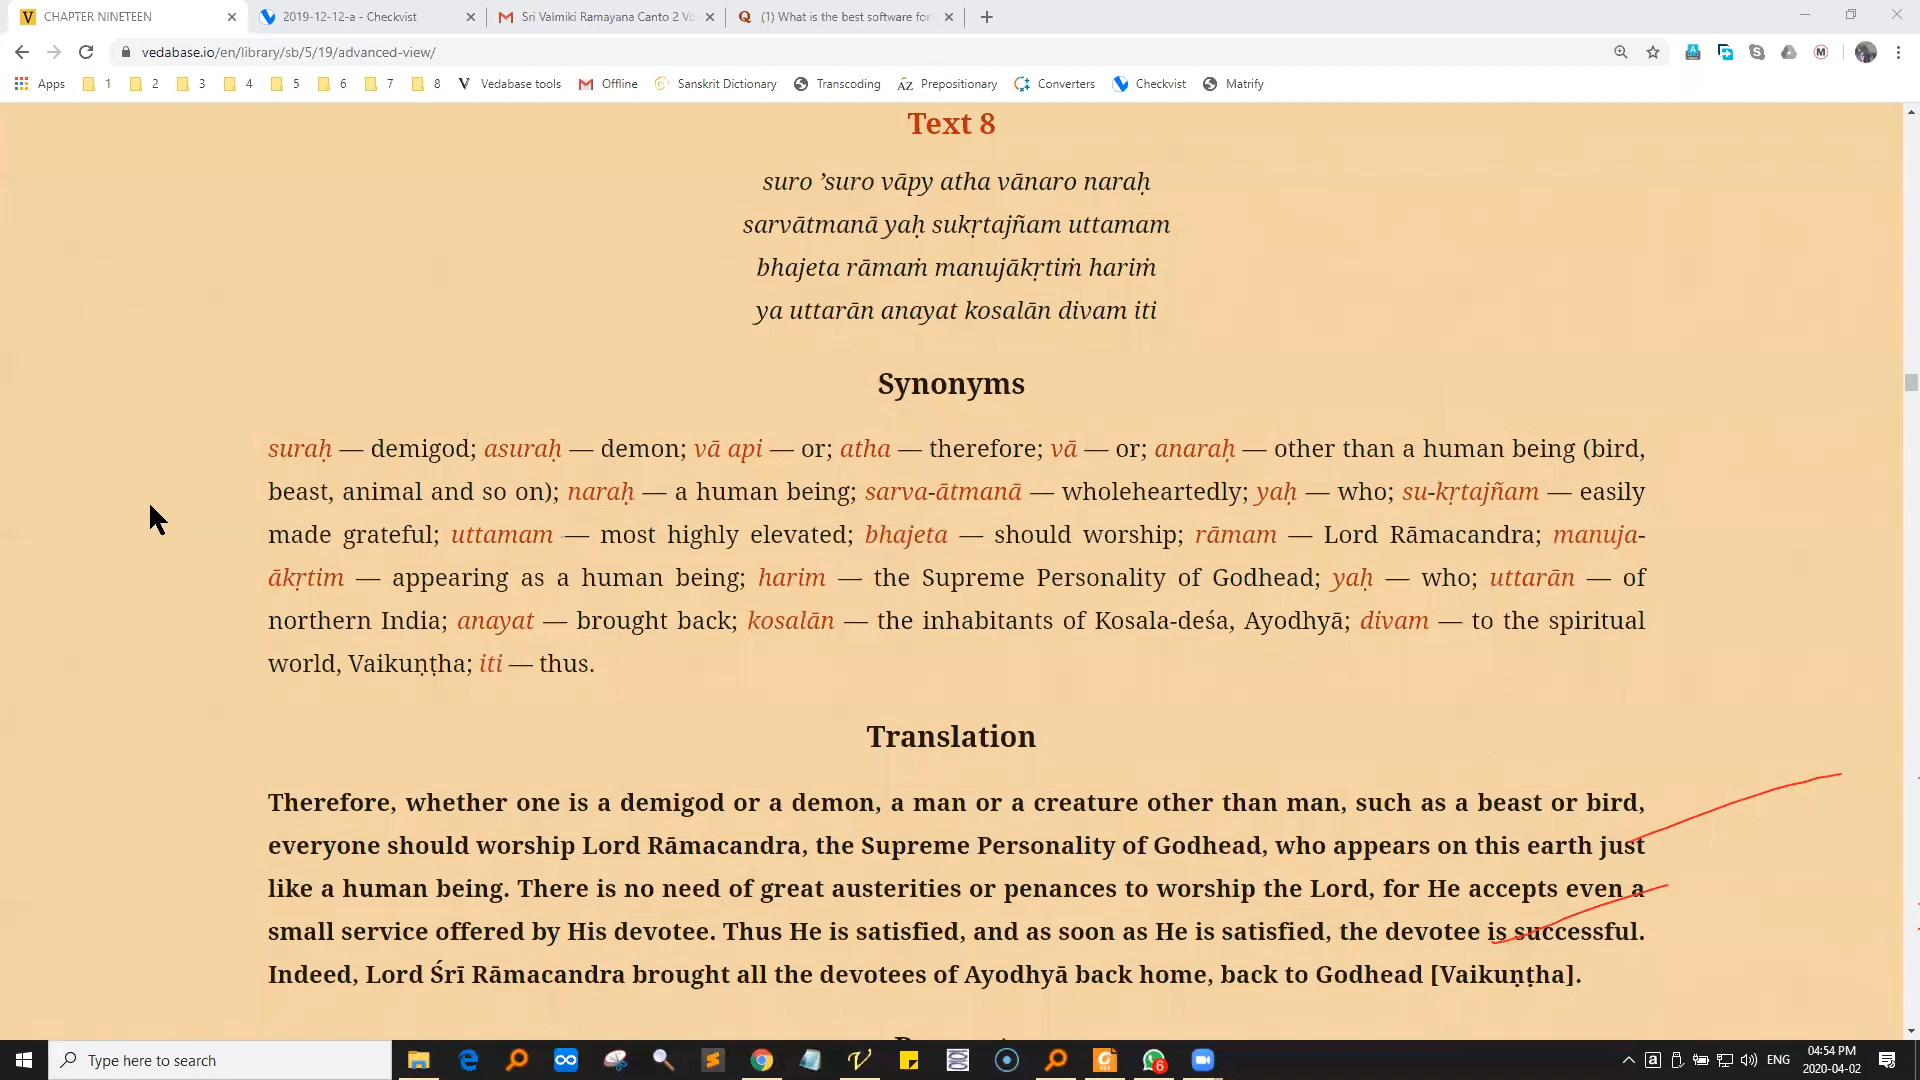 CHAPTER NINETEEN
2019-12-12-a - Checkvist
Sri Valmiki Ramayana Canto 2 V
(1) What is the best software for
vedabase.io/en/library/sb/5/19/advanced-view/
Apps 1 2 3 4 5 6 7 8 Vedabase tools Offline Sanskrit Dictionary Transcoding Prepositionary Converters Checkvist Matrify
Text 8
suro ’suro vāpy atha vānaro naraḥ
sarvātmanā yaḥ sukṛtajñam uttamam
bhajeta rāmaṁ manujākṛtiṁ hariṁ
ya uttarān anayat kosalān divam iti
Synonyms
suraḥ — demigod; asuraḥ — demon; vā api — or; atha — therefore; vā — or; anaraḥ — other than a human being (bird,
beast, animal and so on); naraḥ — a human being; sarva-ātmanā — wholeheartedly; yaḥ — who; su-kṛtajñam — easily
made grateful; uttamam — most highly elevated; bhajeta — should worship; rāmam — Lord Rāmacandra; manuja-
ākṛtim — appearing as a human being; harim — the Supreme Personality of Godhead; yaḥ — who; uttarān — of
northern India; anayat — brought back; kosalān — the inhabitants of Kosala-deśa, Ayodhyā; divam — to the spiritual
world, Vaikuṇṭha; iti — thus.
Translation
Therefore, whether one is a demigod or a demon, a man or a creature other than man, such as a beast or bird,
everyone should worship Lord Rāmacandra, the Supreme Personality of Godhead, who appears on this earth just
like a human being. There is no need of great austerities or penances to worship the Lord, for He accepts even a
small service offered by His devotee. Thus He is satisfied, and as soon as He is satisfied, the devotee is successful.
Indeed, Lord Śrī Rāmacandra brought all the devotees of Ayodhyā back home, back to Godhead [Vaikuṇṭha].
Type here to search
6
ENG
04:54 PM
2020-04-02